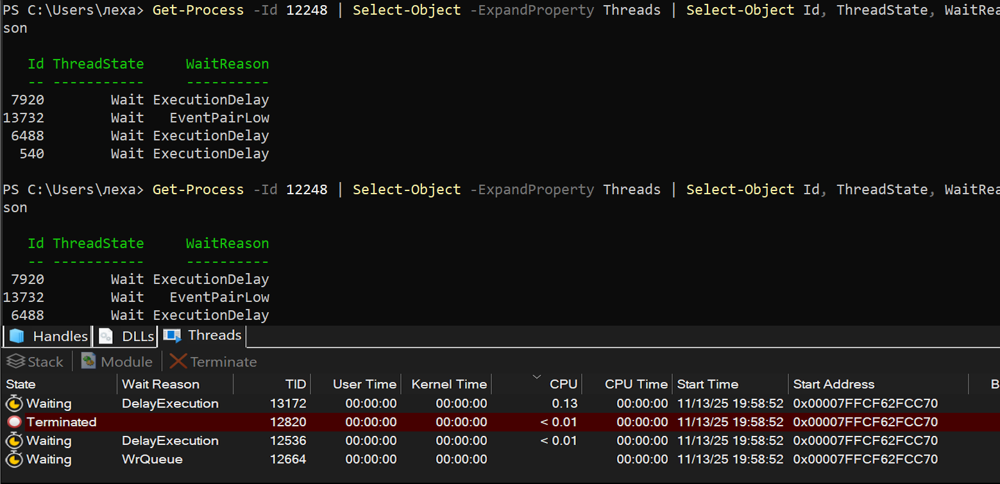 PS C:\Users\леха> Get-Process -Id 12248 | Select-Object -ExpandProperty Threads | Select-Object Id, ThreadState, WaitRea
son
Id ThreadState WaitReason
-- ----------- ----------
7920 Wait ExecutionDelay
13732 Wait EventPairLow
6488 Wait ExecutionDelay
540 Wait ExecutionDelay
PS C:\Users\леха> Get-Process -Id 12248 | Select-Object -ExpandProperty Threads | Select-Object Id, ThreadState, WaitRea
son
Id ThreadState WaitReason
-- ----------- ----------
7920 Wait ExecutionDelay
13732 Wait EventPairLow
6488 Wait ExecutionDelay
Handles DLLs Threads
Stack Module Terminate
State Wait Reason TID User Time Kernel Time CPU CPU Time Start Time Start Address B
Waiting DelayExecution 13172 00:00:00 00:00:00 0.13 00:00:00 11/13/25 19:58:52 0x00007FFCF62FCC70
Terminated 12820 00:00:00 00:00:00 < 0.01 00:00:00 11/13/25 19:58:52 0x00007FFCF62FCC70
Waiting DelayExecution 12536 00:00:00 00:00:00 < 0.01 00:00:00 11/13/25 19:58:52 0x00007FFCF62FCC70
Waiting WrQueue 12664 00:00:00 00:00:00 00:00:00 11/13/25 19:58:52 0x00007FFCF62FCC70